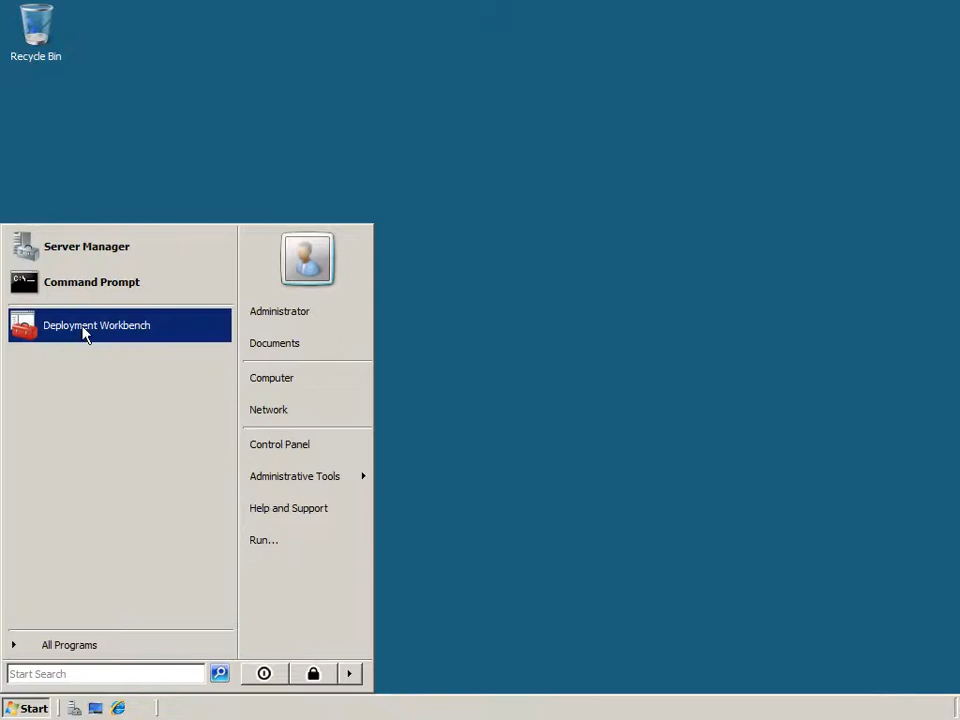 Recycle Bin
Server Manager
Command Prompt
Deployment Workbench
All Programs
Start Search
Administrator
Documents
Computer
Network
Control Panel
Administrative Tools
Help and Support
Run...
Start